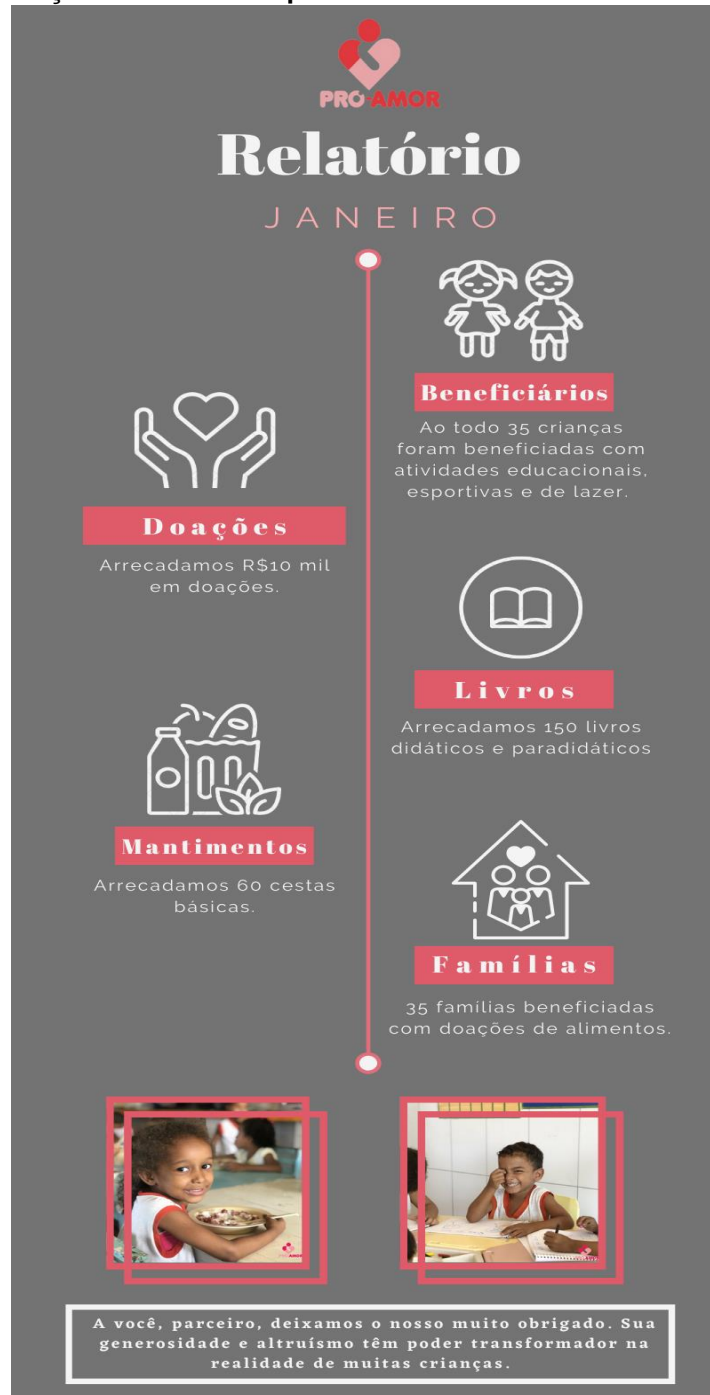 PRÓ-AMOR
Relatório
JANEIRO
Beneficiários
Ao todo 35 crianças
foram beneficiadas com
atividades educacionais,
esportivas e de lazer.
Doações
Arrecadamos R$10 mil
em doações.
Livros
Arrecadamos 150 livros
didáticos e paradidáticos
Mantimentos
Arrecadamos 60 cestas
básicas.
Famílias
35 famílias beneficiadas
com doações de alimentos.
A você, parceiro, deixamos o nosso muito obrigado. Sua
generosidade e altruísmo têm poder transformador na
realidade de muitas crianças.